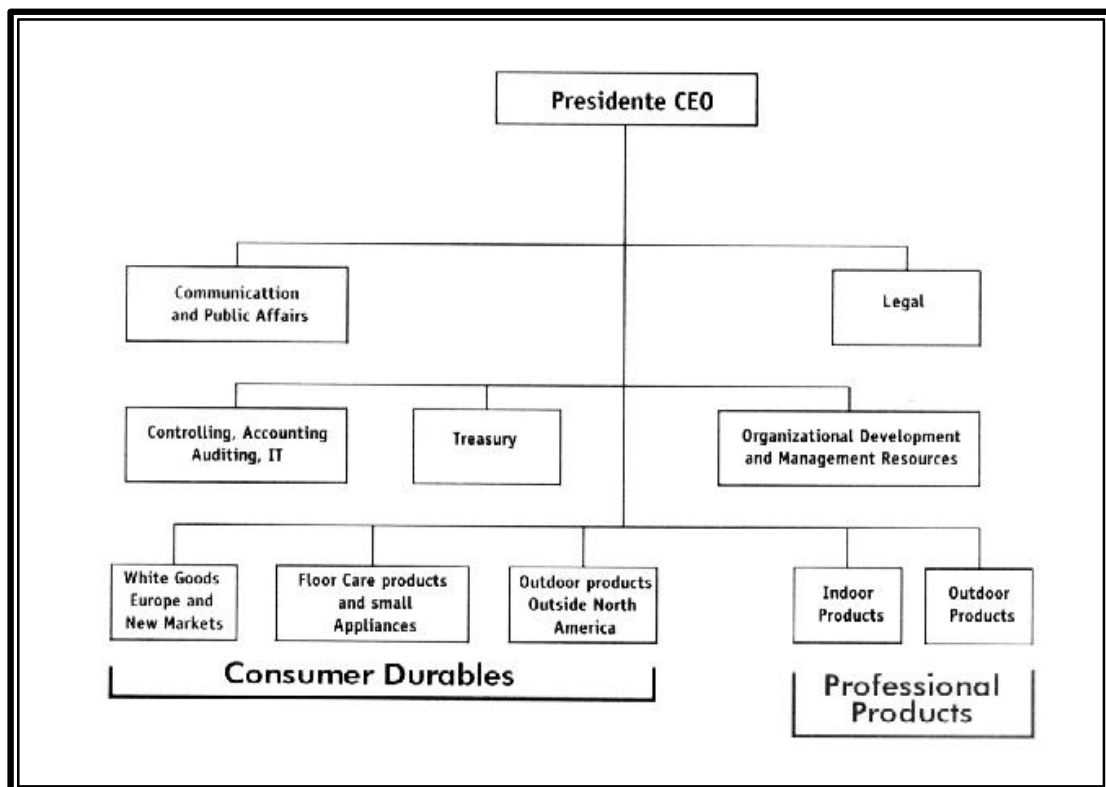 Presidente CEO
Communicattion
and Public Affairs
Legal
Controlling, Accounting
Auditing, IT
Treasury
Organizational Development
and Management Resources
White Goods
Europe and
New Markets
Floor Care products
and small
Appliances
Outdoor products
Outside North
America
Indoor
Products
Outdoor
Products
Consumer Durables
Professional
Products